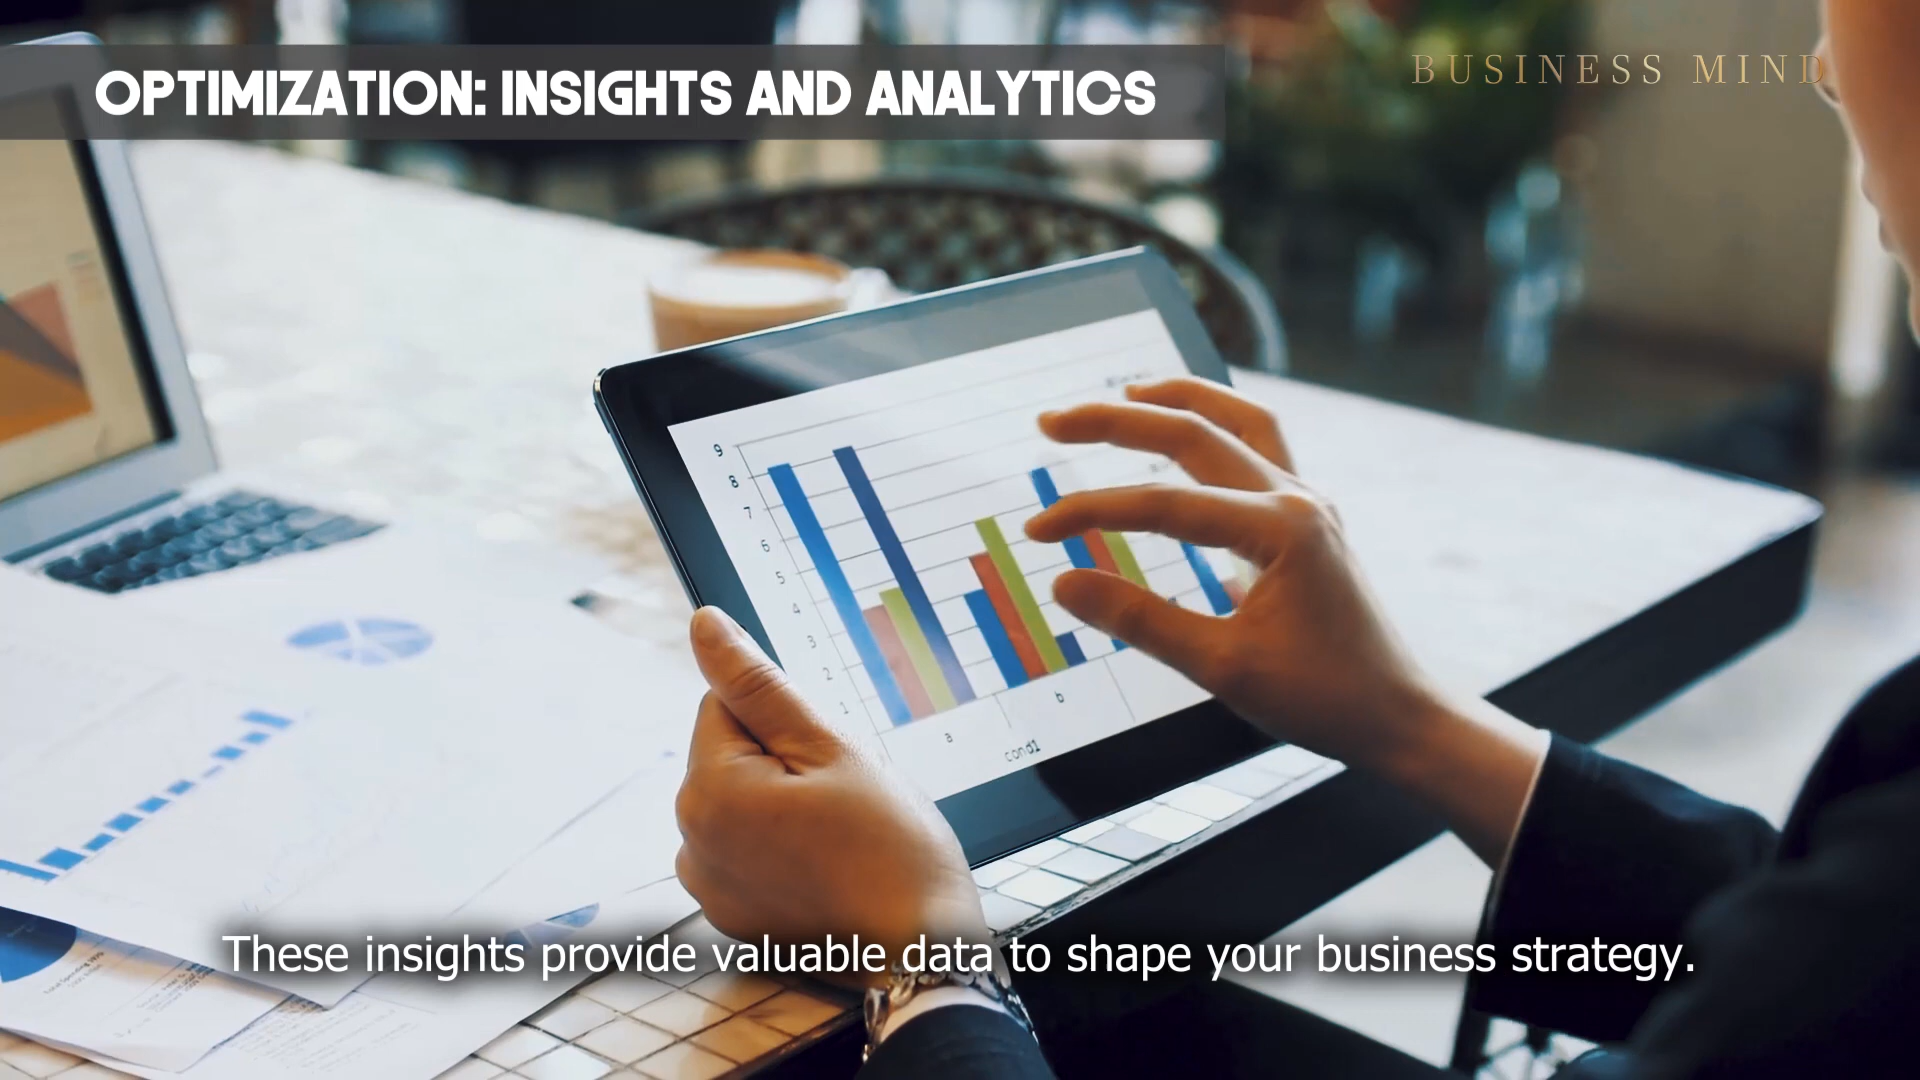 OPTIMIZATION: INSIGHTS AND ANALYTICS
BUSINESS MIND
9
8
7
6
5
4
3
2
1
a
b
cond1
These insights provide valuable data to shape your business strategy.